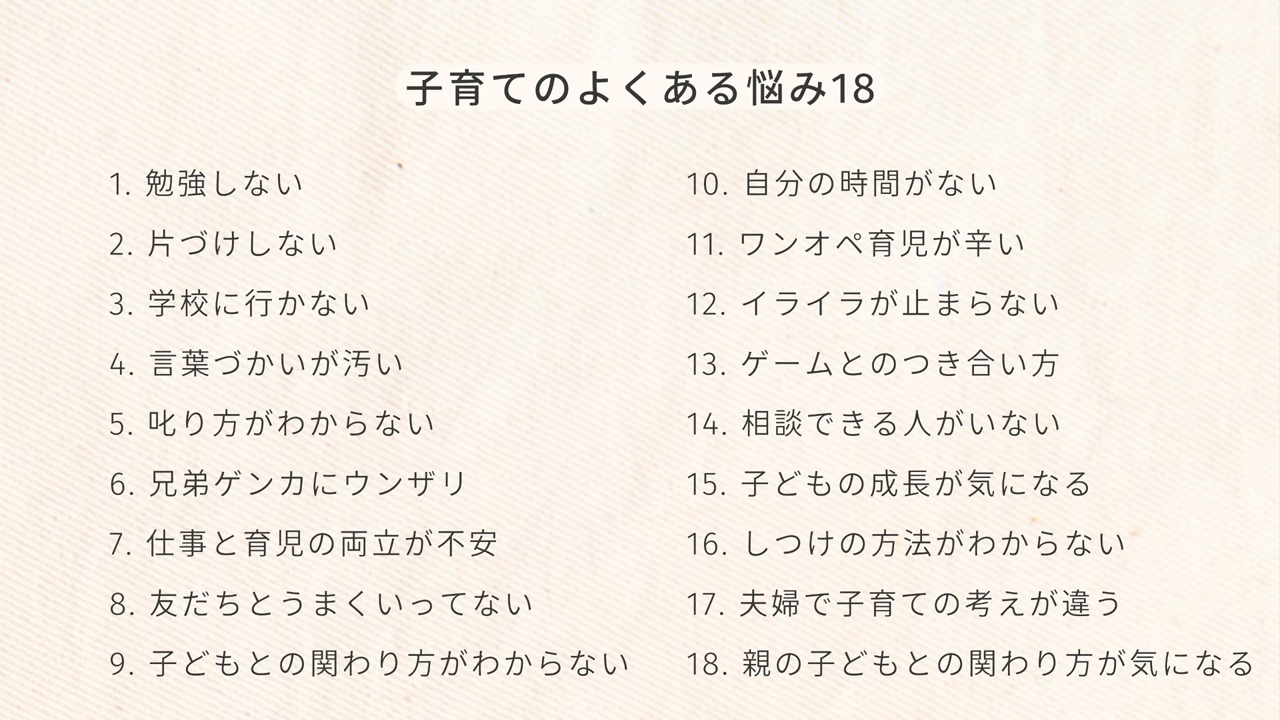 子育てのよくある悩み18
1. 勉強しない
2. 片づけしない
3. 学校に行かない
4. 言葉づかいが汚い
5. 叱り方がわからない
6. 兄弟ゲンカにウンザリ
7. 仕事と育児の両立が不安
8. 友だちとうまくいってない
9. 子どもとの関わり方がわからない
10. 自分の時間がない
11. ワンオペ育児が辛い
12. イライラが止まらない
13. ゲームとのつき合い方
14. 相談できる人がいない
15. 子どもの成長が気になる
16. しつけの方法がわからない
17. 夫婦で子育ての考えが違う
18. 親の子どもとの関わり方が気になる